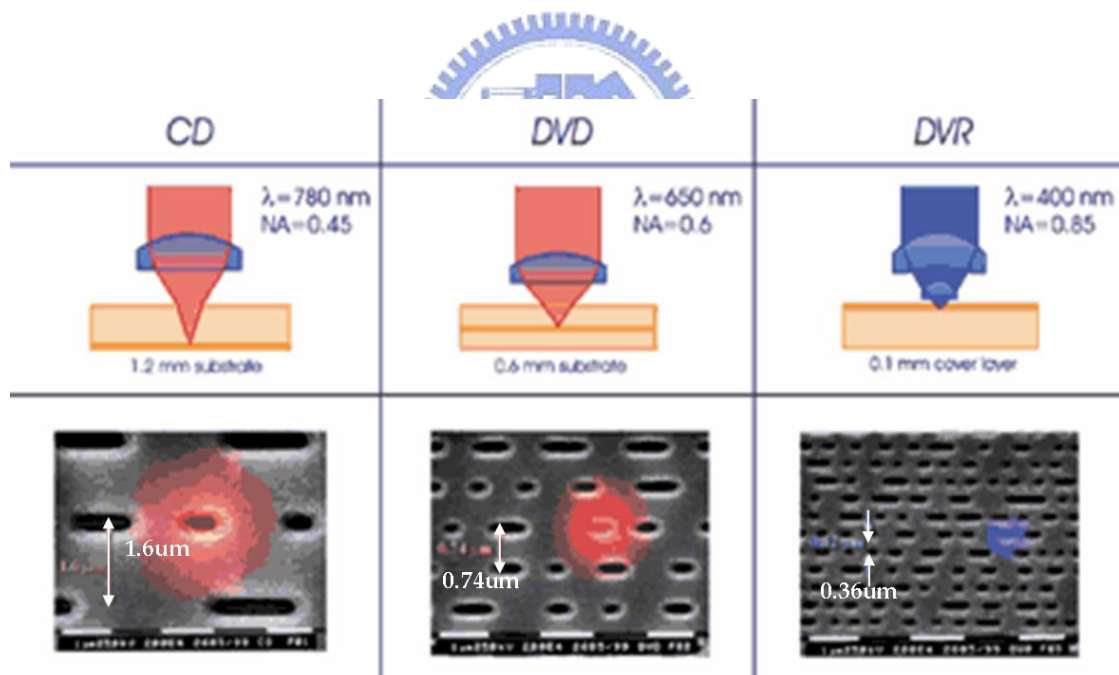 CD
DVD
DVR
λ=780 nm
NA=0.45
λ=650 nm
NA=0.6
λ=400 nm
NA=0.85
1.2 mm substrate
0.6 mm substrate
0.1 mm cover layer
1.6um
0.74um
0.36um